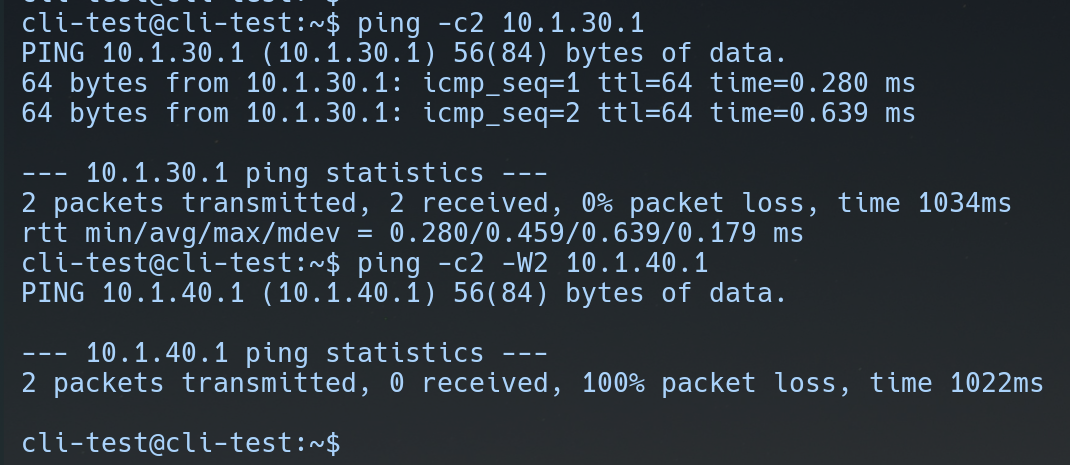 cli-test@cli-test:~$
cli-test@cli-test:~$ ping -c2 10.1.30.1
PING 10.1.30.1 (10.1.30.1) 56(84) bytes of data.
64 bytes from 10.1.30.1: icmp_seq=1 ttl=64 time=0.280 ms
64 bytes from 10.1.30.1: icmp_seq=2 ttl=64 time=0.639 ms

--- 10.1.30.1 ping statistics ---
2 packets transmitted, 2 received, 0% packet loss, time 1034ms
rtt min/avg/max/mdev = 0.280/0.459/0.639/0.179 ms
cli-test@cli-test:~$ ping -c2 -W2 10.1.40.1
PING 10.1.40.1 (10.1.40.1) 56(84) bytes of data.

--- 10.1.40.1 ping statistics ---
2 packets transmitted, 0 received, 100% packet loss, time 1022ms

cli-test@cli-test:~$